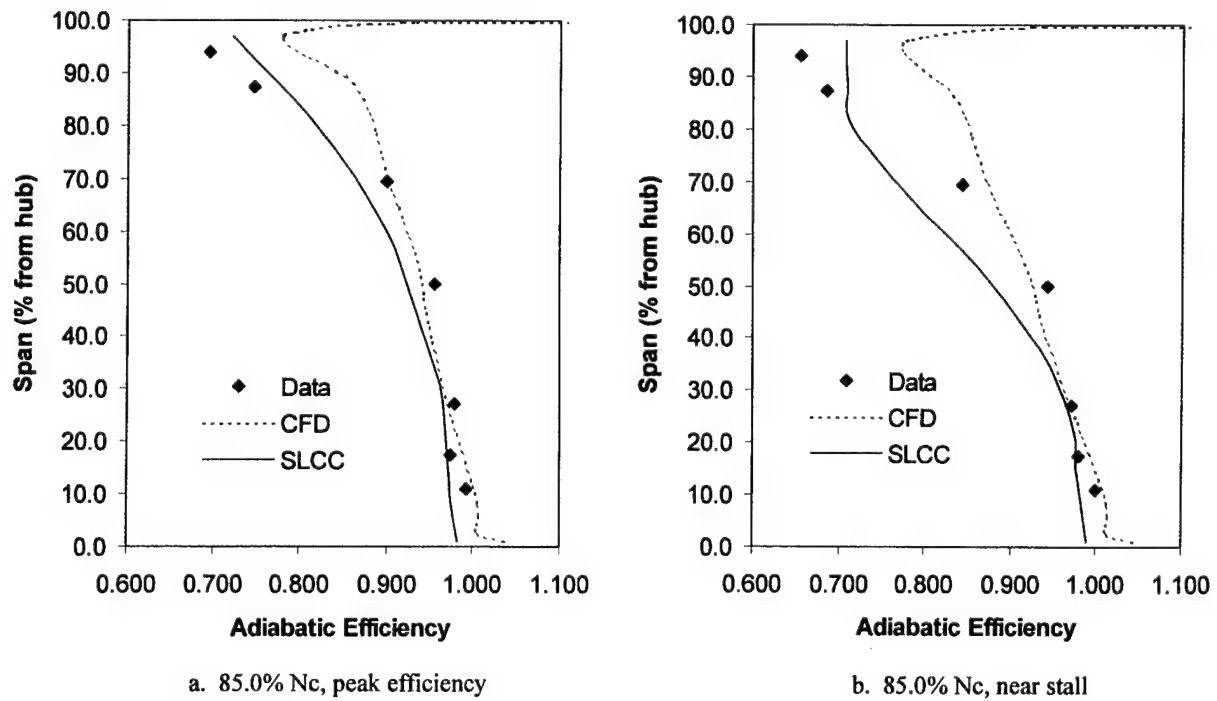 100.0
90.0
80.0
70.0
60.0
50.0
40.0
30.0
20.0
10.0
0.0
Span (% from hub)
Data
CFD
SLCC
0.600 0.700 0.800 0.900 1.000 1.100
Adiabatic Efficiency
a. 85.0% Nc, peak efficiency
100.0
90.0
80.0
70.0
60.0
50.0
40.0
30.0
20.0
10.0
0.0
Span (% from hub)
Data
CFD
SLCC
0.600 0.700 0.800 0.900 1.000 1.100
Adiabatic Efficiency
b. 85.0% Nc, near stall